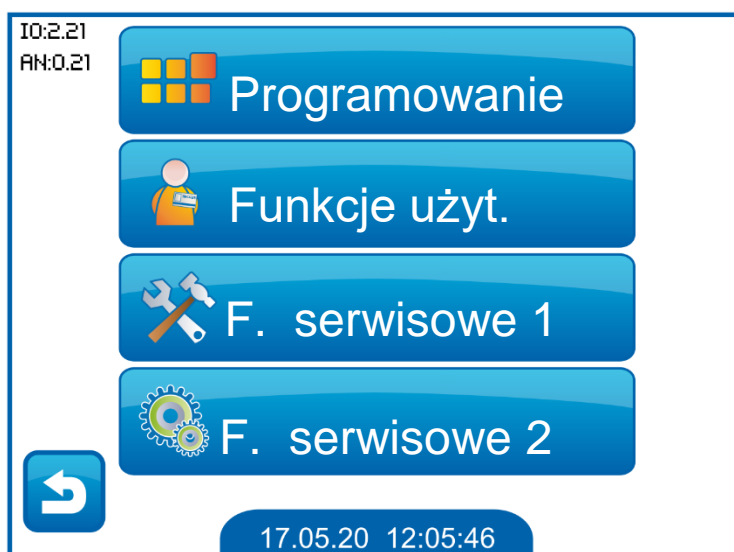 IO:2.21
AN:0.21
Programowanie
Funkcje użyt.
F. serwisowe 1
F. serwisowe 2
17.05.20 12:05:46